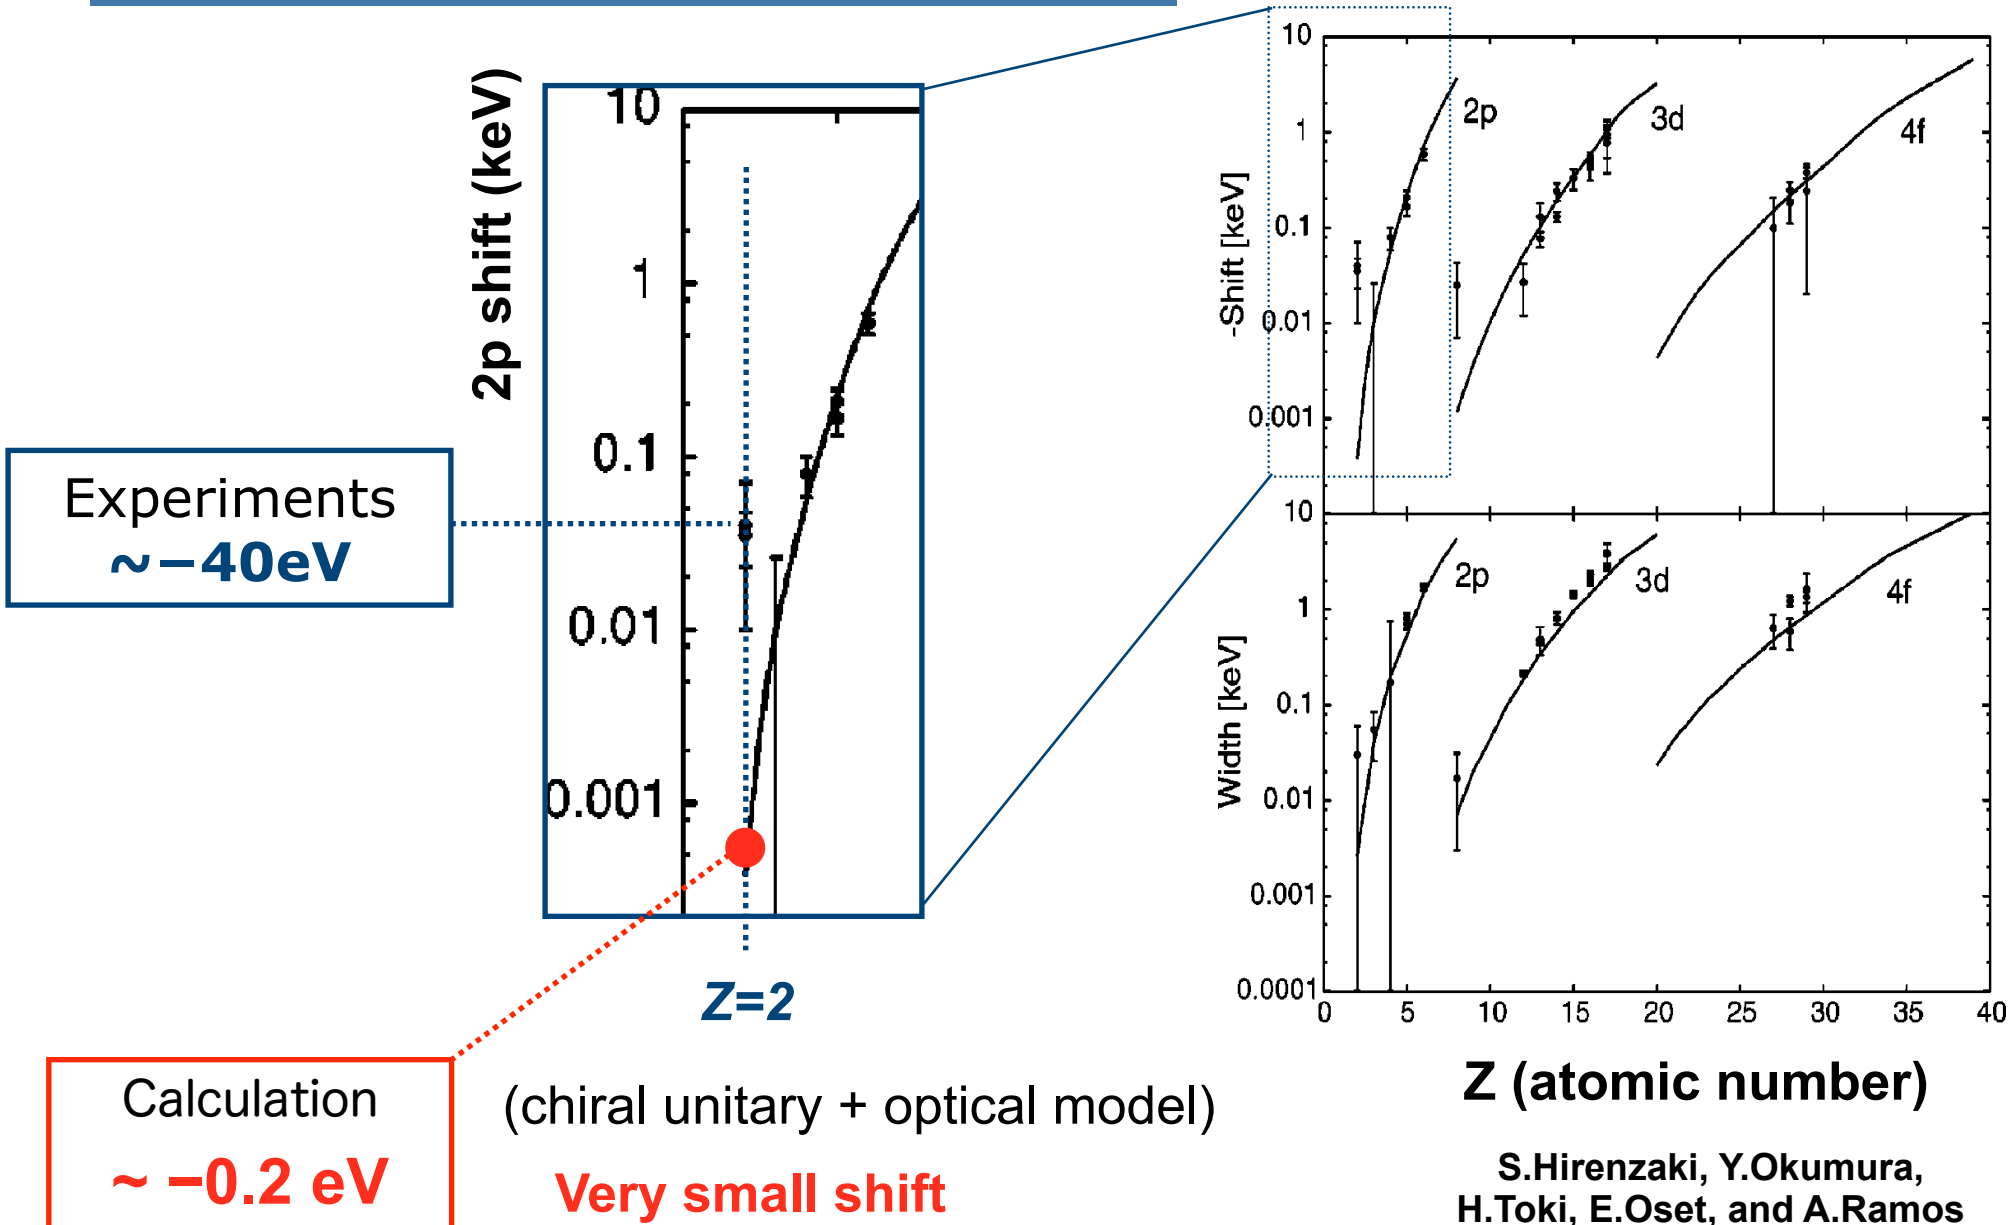 2p shift (keV)
10
1
0.1
0.01
0.001
Z=2
Experiments
~−40eV
Calculation
~ −0.2 eV
(chiral unitary + optical model)
Very small shift
-Shift [keV]
10
1
0.1
0.01
0.001
2p
3d
4f
Width [keV]
10
1
0.1
0.01
0.001
0.0001
2p
3d
4f
0 5 10 15 20 25 30 35 40
Z (atomic number)
S.Hirenzaki, Y.Okumura,
H.Toki, E.Oset, and A.Ramos